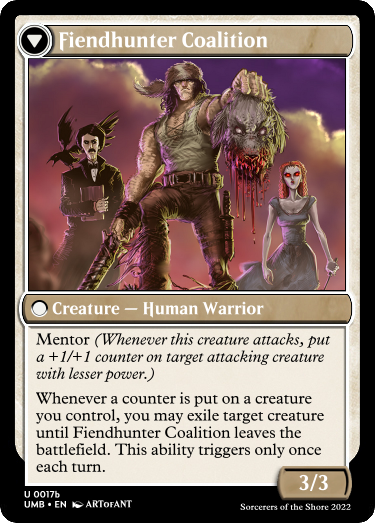 Fiendhunter Coalition
Creature — Human Warrior
Mentor (Whenever this creature attacks, put
a +1/+1 counter on target attacking creature
with lesser power.)
Whenever a counter is put on a creature
you control, you may exile target creature
until Fiendhunter Coalition leaves the
battlefield. This ability triggers only once
each turn.
3/3
U 0017b
UMB • EN ARTofANT
Sorcerers of the Shore 2022